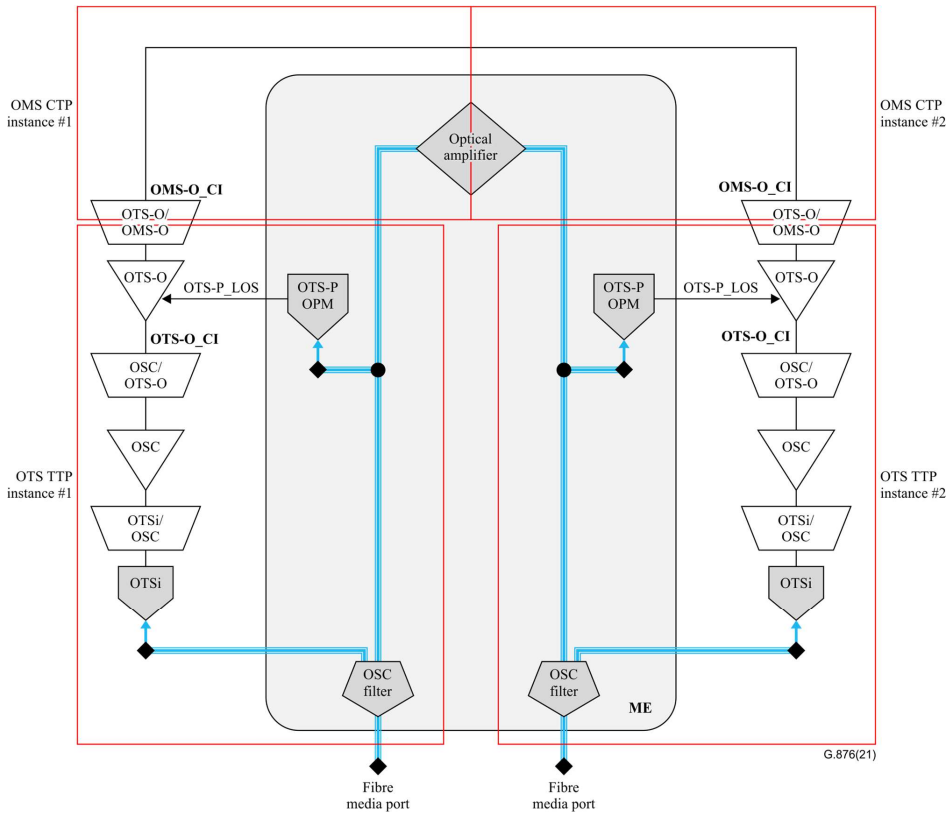 OMS CTP
instance #1
OMS CTP
instance #2
Optical
amplifier
OMS-O_CI
OMS-O_CI
OTS-O/
OMS-O
OTS-O/
OMS-O
OTS-O
OTS-P_LOS
OTS-P
OPM
OTS-P
OPM
OTS-P_LOS
OTS-O
OTS-O_CI
OTS-O_CI
OSC/
OTS-O
OSC/
OTS-O
OSC
OSC
OTS TTP
instance #1
OTS TTP
instance #2
OTSi/
OSC
OTSi/
OSC
OTSi
OTSi
OSC
filter
OSC
filter
ME
G.876(21)
Fibre
media port
Fibre
media port